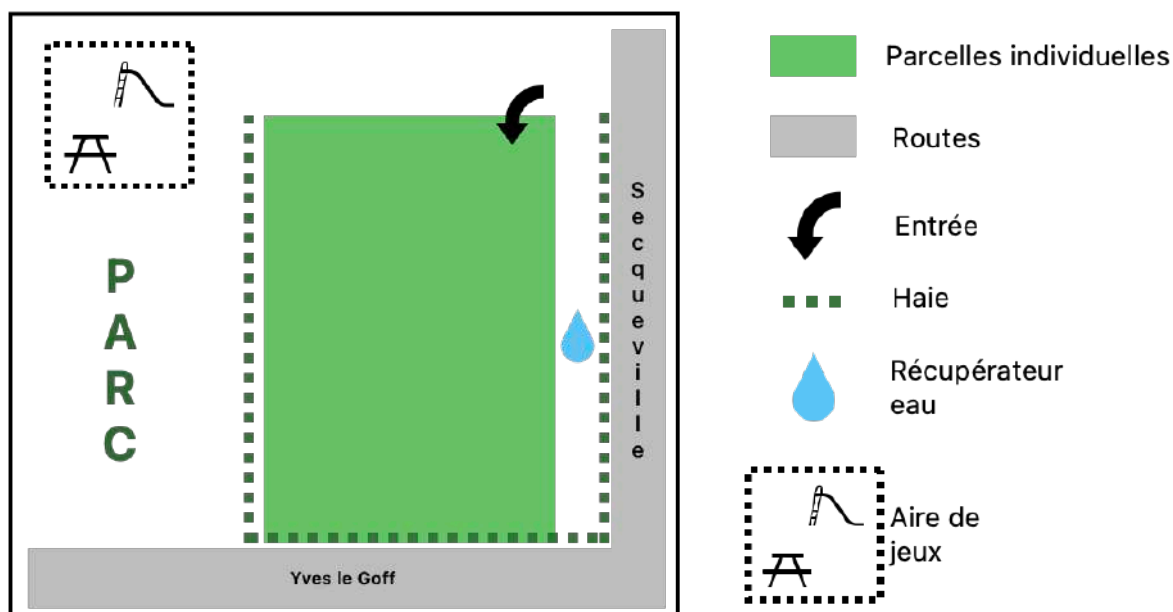 PARC
Secqueville
Yves le Goff
Parcelles individuelles
Routes
Entrée
Haie
Récupérateur
eau
Aire de
jeux